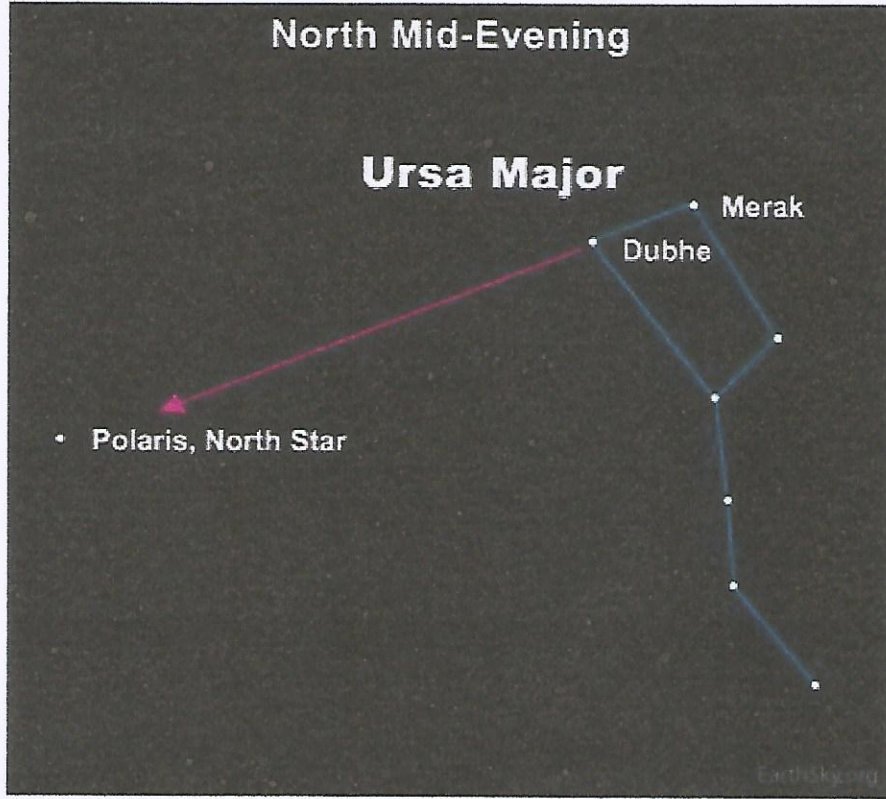 North Mid-Evening
Ursa Major
Merak
Dubhe
Polaris, North Star
EarthSky.org